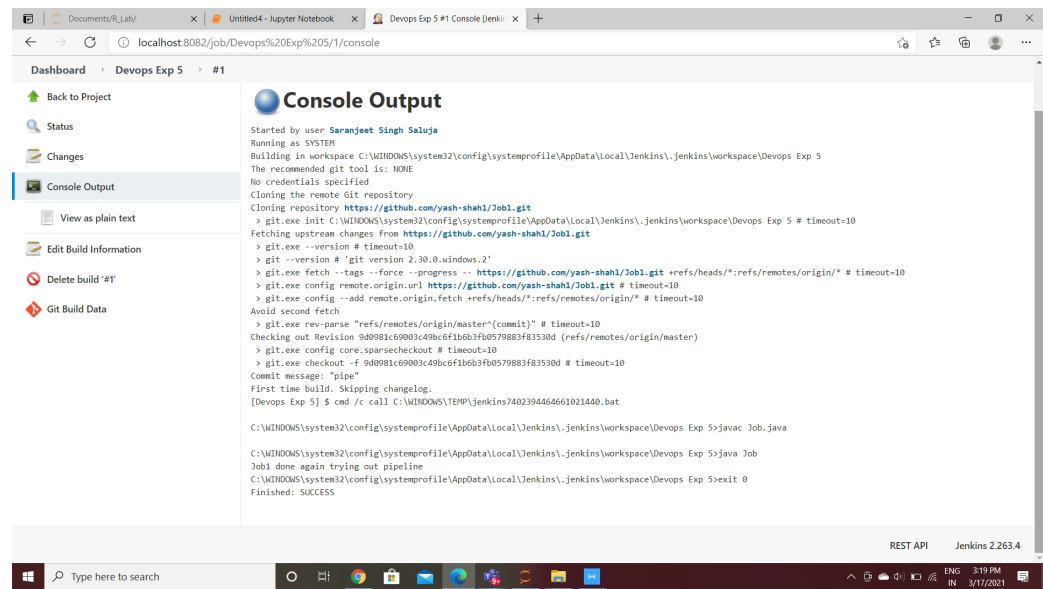 Documents/R_Lab/
Untitled4 - Jupyter Notebook
Devops Exp 5 #1 Console [Jenkin
localhost:8082/job/Devops%20Exp%205/1/console
Dashboard
Devops Exp 5
#1
Back to Project
Status
Changes
Console Output
View as plain text
Edit Build Information
Delete build '#1'
Git Build Data
Console Output
Started by user Saranjeet Singh Saluja
Running as SYSTEM
Building in workspace C:\WINDOWS\system32\config\systemprofile\AppData\Local\Jenkins\.jenkins\workspace\Devops Exp 5
The recommended git tool is: NONE
No credentials specified
Cloning the remote Git repository
Cloning repository https://github.com/yash-shah1/Job1.git
> git.exe init C:\WINDOWS\system32\config\systemprofile\AppData\Local\Jenkins\.jenkins\workspace\Devops Exp 5 # timeout=10
Fetching upstream changes from https://github.com/yash-shah1/Job1.git
> git.exe --version # timeout=10
> git --version # 'git version 2.30.0.windows.2'
> git.exe fetch --tags --force --progress -- https://github.com/yash-shah1/Job1.git +refs/heads/*:refs/remotes/origin/* # timeout=10
> git.exe config remote.origin.url https://github.com/yash-shah1/Job1.git # timeout=10
> git.exe config --add remote.origin.fetch +refs/heads/*:refs/remotes/origin/* # timeout=10
Avoid second fetch
> git.exe rev-parse "refs/remotes/origin/master^{commit}" # timeout=10
Checking out Revision 9d0981c69003c49bc6f1b6b3fb0579883f83530d (refs/remotes/origin/master)
> git.exe config core.sparsecheckout # timeout=10
> git.exe checkout -f 9d0981c69003c49bc6f1b6b3fb0579883f83530d # timeout=10
Commit message: "pipe"
First time build. Skipping changelog.
[Devops Exp 5] $ cmd /c call C:\WINDOWS\TEMP\jenkins7402394464661021440.bat
C:\WINDOWS\system32\config\systemprofile\AppData\Local\Jenkins\.jenkins\workspace\Devops Exp 5>javac Job.java
C:\WINDOWS\system32\config\systemprofile\AppData\Local\Jenkins\.jenkins\workspace\Devops Exp 5>java Job
Job1 done again trying out pipeline
C:\WINDOWS\system32\config\systemprofile\AppData\Local\Jenkins\.jenkins\workspace\Devops Exp 5>exit 0
Finished: SUCCESS
REST API
Jenkins 2.263.4
Type here to search
ENG
IN
3:19 PM
3/17/2021